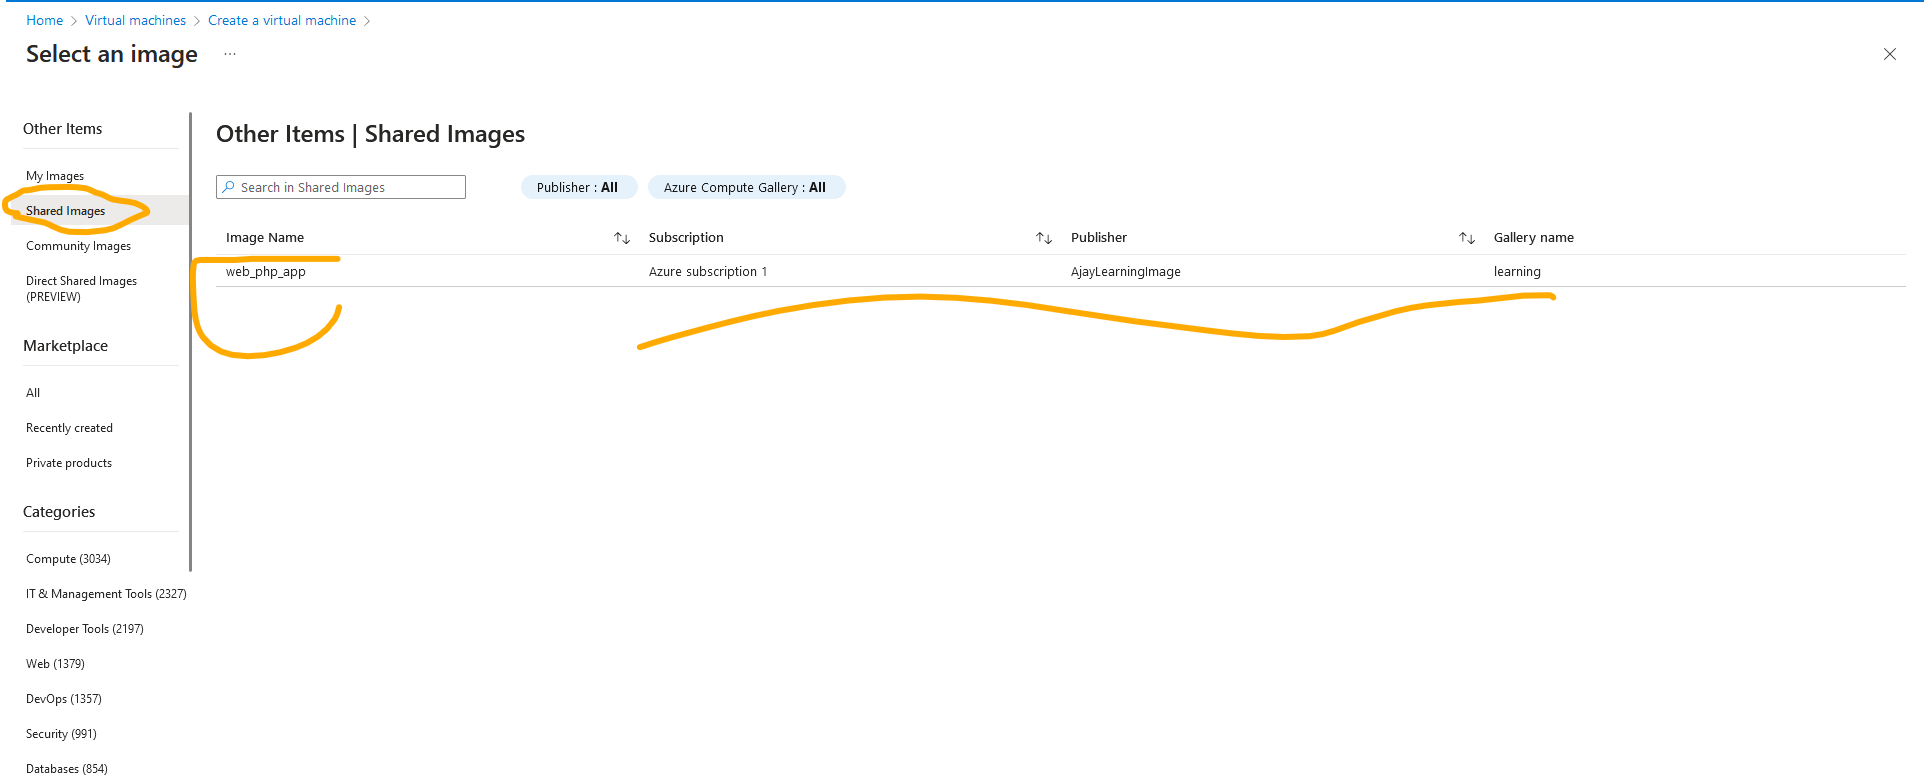 Home > Virtual machines > Create a virtual machine >
Select an image ...
Other Items
My Images
Shared Images
Community Images
Direct Shared Images
(PREVIEW)
Marketplace
All
Recently created
Private products
Categories
Compute (3034)
IT & Management Tools (2327)
Developer Tools (2197)
Web (1379)
DevOps (1357)
Security (991)
Databases (854)
Other Items | Shared Images
Search in Shared Images
Publisher : All
Azure Compute Gallery : All
Image Name Subscription Publisher Gallery name
web_php_app Azure subscription 1 AjayLearningImage learning